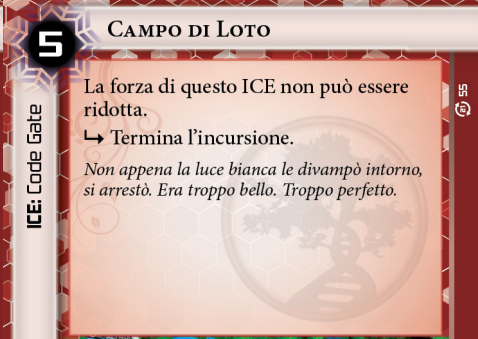 5
CAMPO DI LOTO
La forza di questo ICE non può essere
ridotta.
↳ Termina l’incursione.
Non appena la luce bianca le divampò intorno,
si arrestò. Era troppo bello. Troppo perfetto.
ICE: Code Gate
55